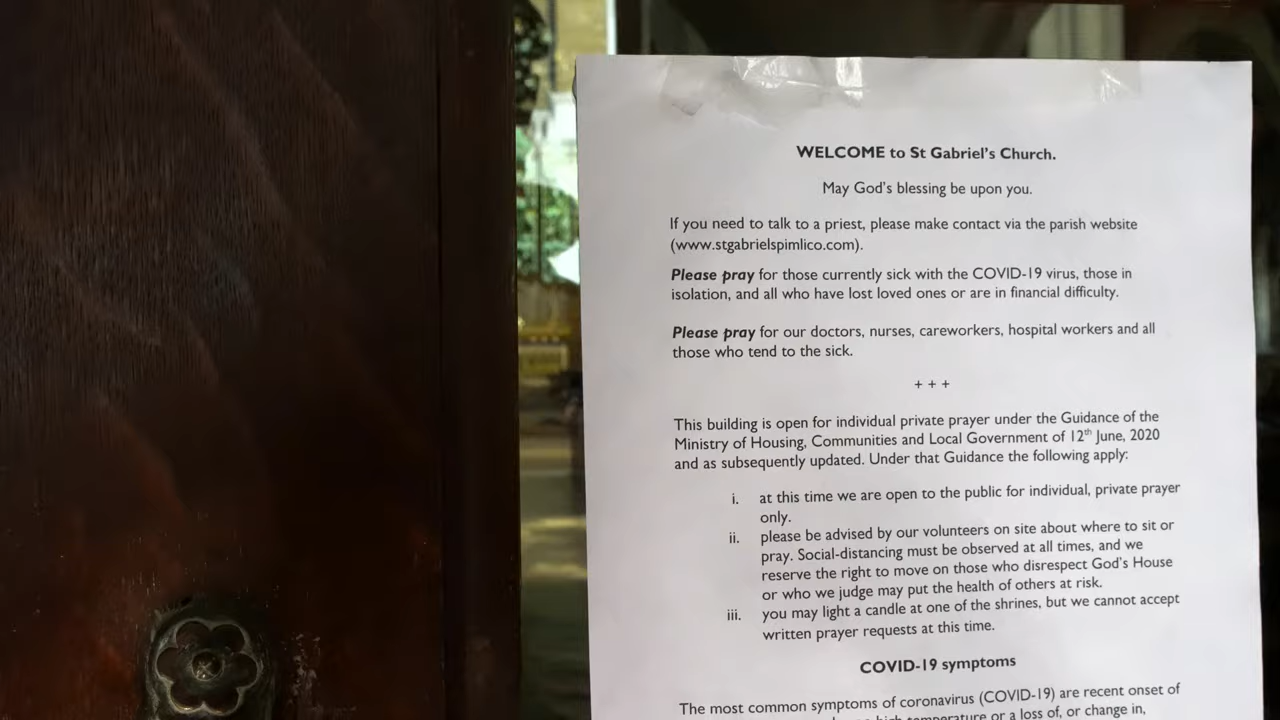 WELCOME to St Gabriel's Church.
May God's blessing be upon you.
If you need to talk to a priest, please make contact via the parish website
(www.stgabrielspimlico.com).
Please pray for those currently sick with the COVID-19 virus, those in
isolation, and all who have lost loved ones or are in financial difficulty.
Please pray for our doctors, nurses, careworkers, hospital workers and all
those who tend to the sick.
+ + +
This building is open for individual private prayer under the Guidance of the
Ministry of Housing, Communities and Local Government of 12th June, 2020
and as subsequently updated. Under that Guidance the following apply:
i. at this time we are open to the public for individual, private prayer
only.
ii. please be advised by our volunteers on site about where to sit or
pray. Social-distancing must be observed at all times, and we
reserve the right to move on those who disrespect God's House
or who we judge may put the health of others at risk.
iii. you may light a candle at one of the shrines, but we cannot accept
written prayer requests at this time.
COVID-19 symptoms
The most common symptoms of coronavirus (COVID-19) are recent onset of
high temperature or a loss of, or change in,